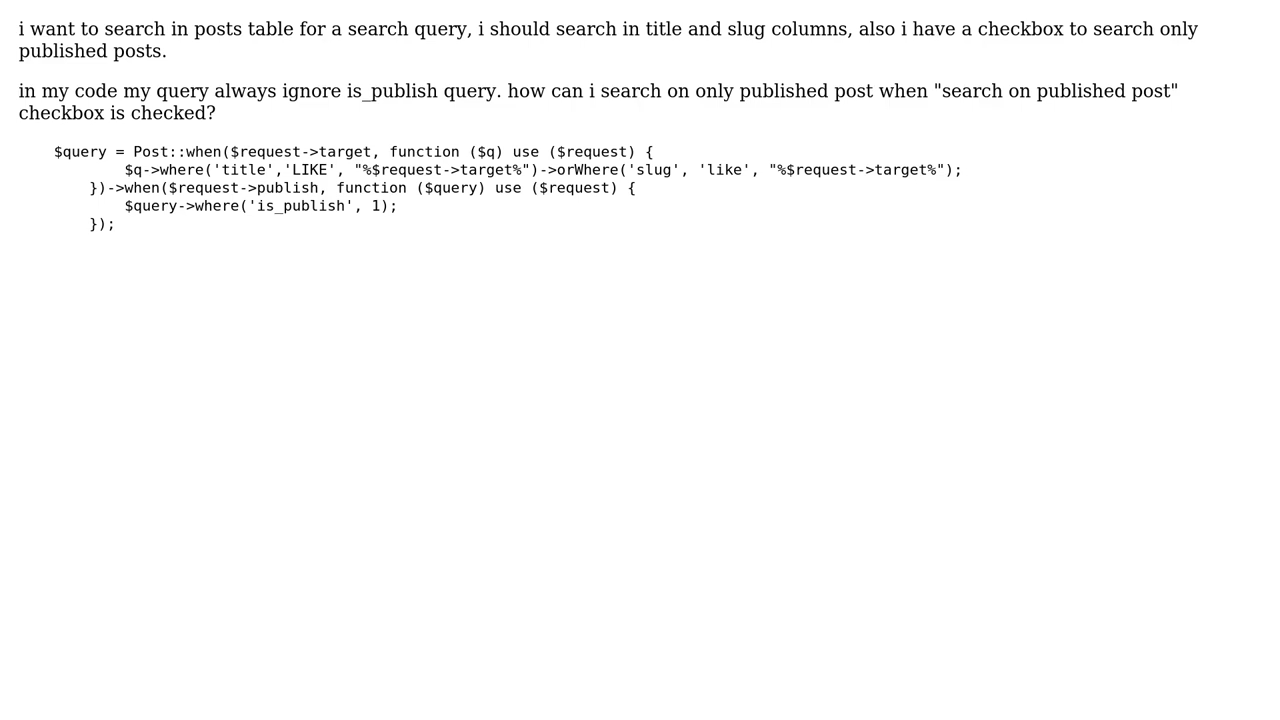 i want to search in posts table for a search query, i should search in title and slug columns, also i have a checkbox to search only
published posts.
in my code my query always ignore is_publish query. how can i search on only published post when "search on published post"
checkbox is checked?
$query = Post::when($request->target, function ($q) use ($request) {
        $q->where('title','LIKE', "%$request->target%")->orWhere('slug', 'like', "%$request->target%");
    })->when($request->publish, function ($query) use ($request) {
        $query->where('is_publish', 1);
    });